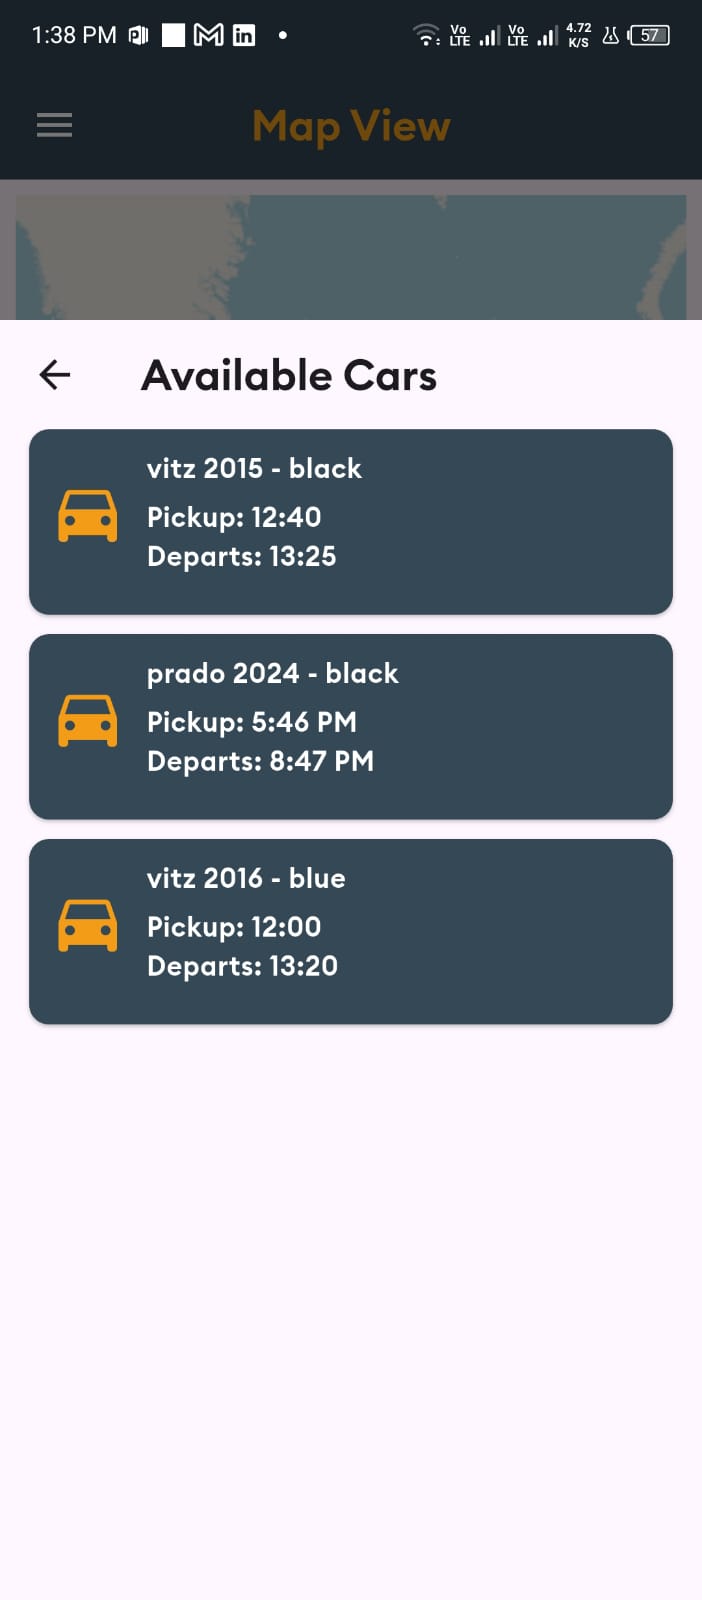 1:38 PM
Vo LTE Vo LTE 4.72 K/S 57
Map View
Available Cars
vitz 2015 - black
Pickup: 12:40
Departs: 13:25
prado 2024 - black
Pickup: 5:46 PM
Departs: 8:47 PM
vitz 2016 - blue
Pickup: 12:00
Departs: 13:20